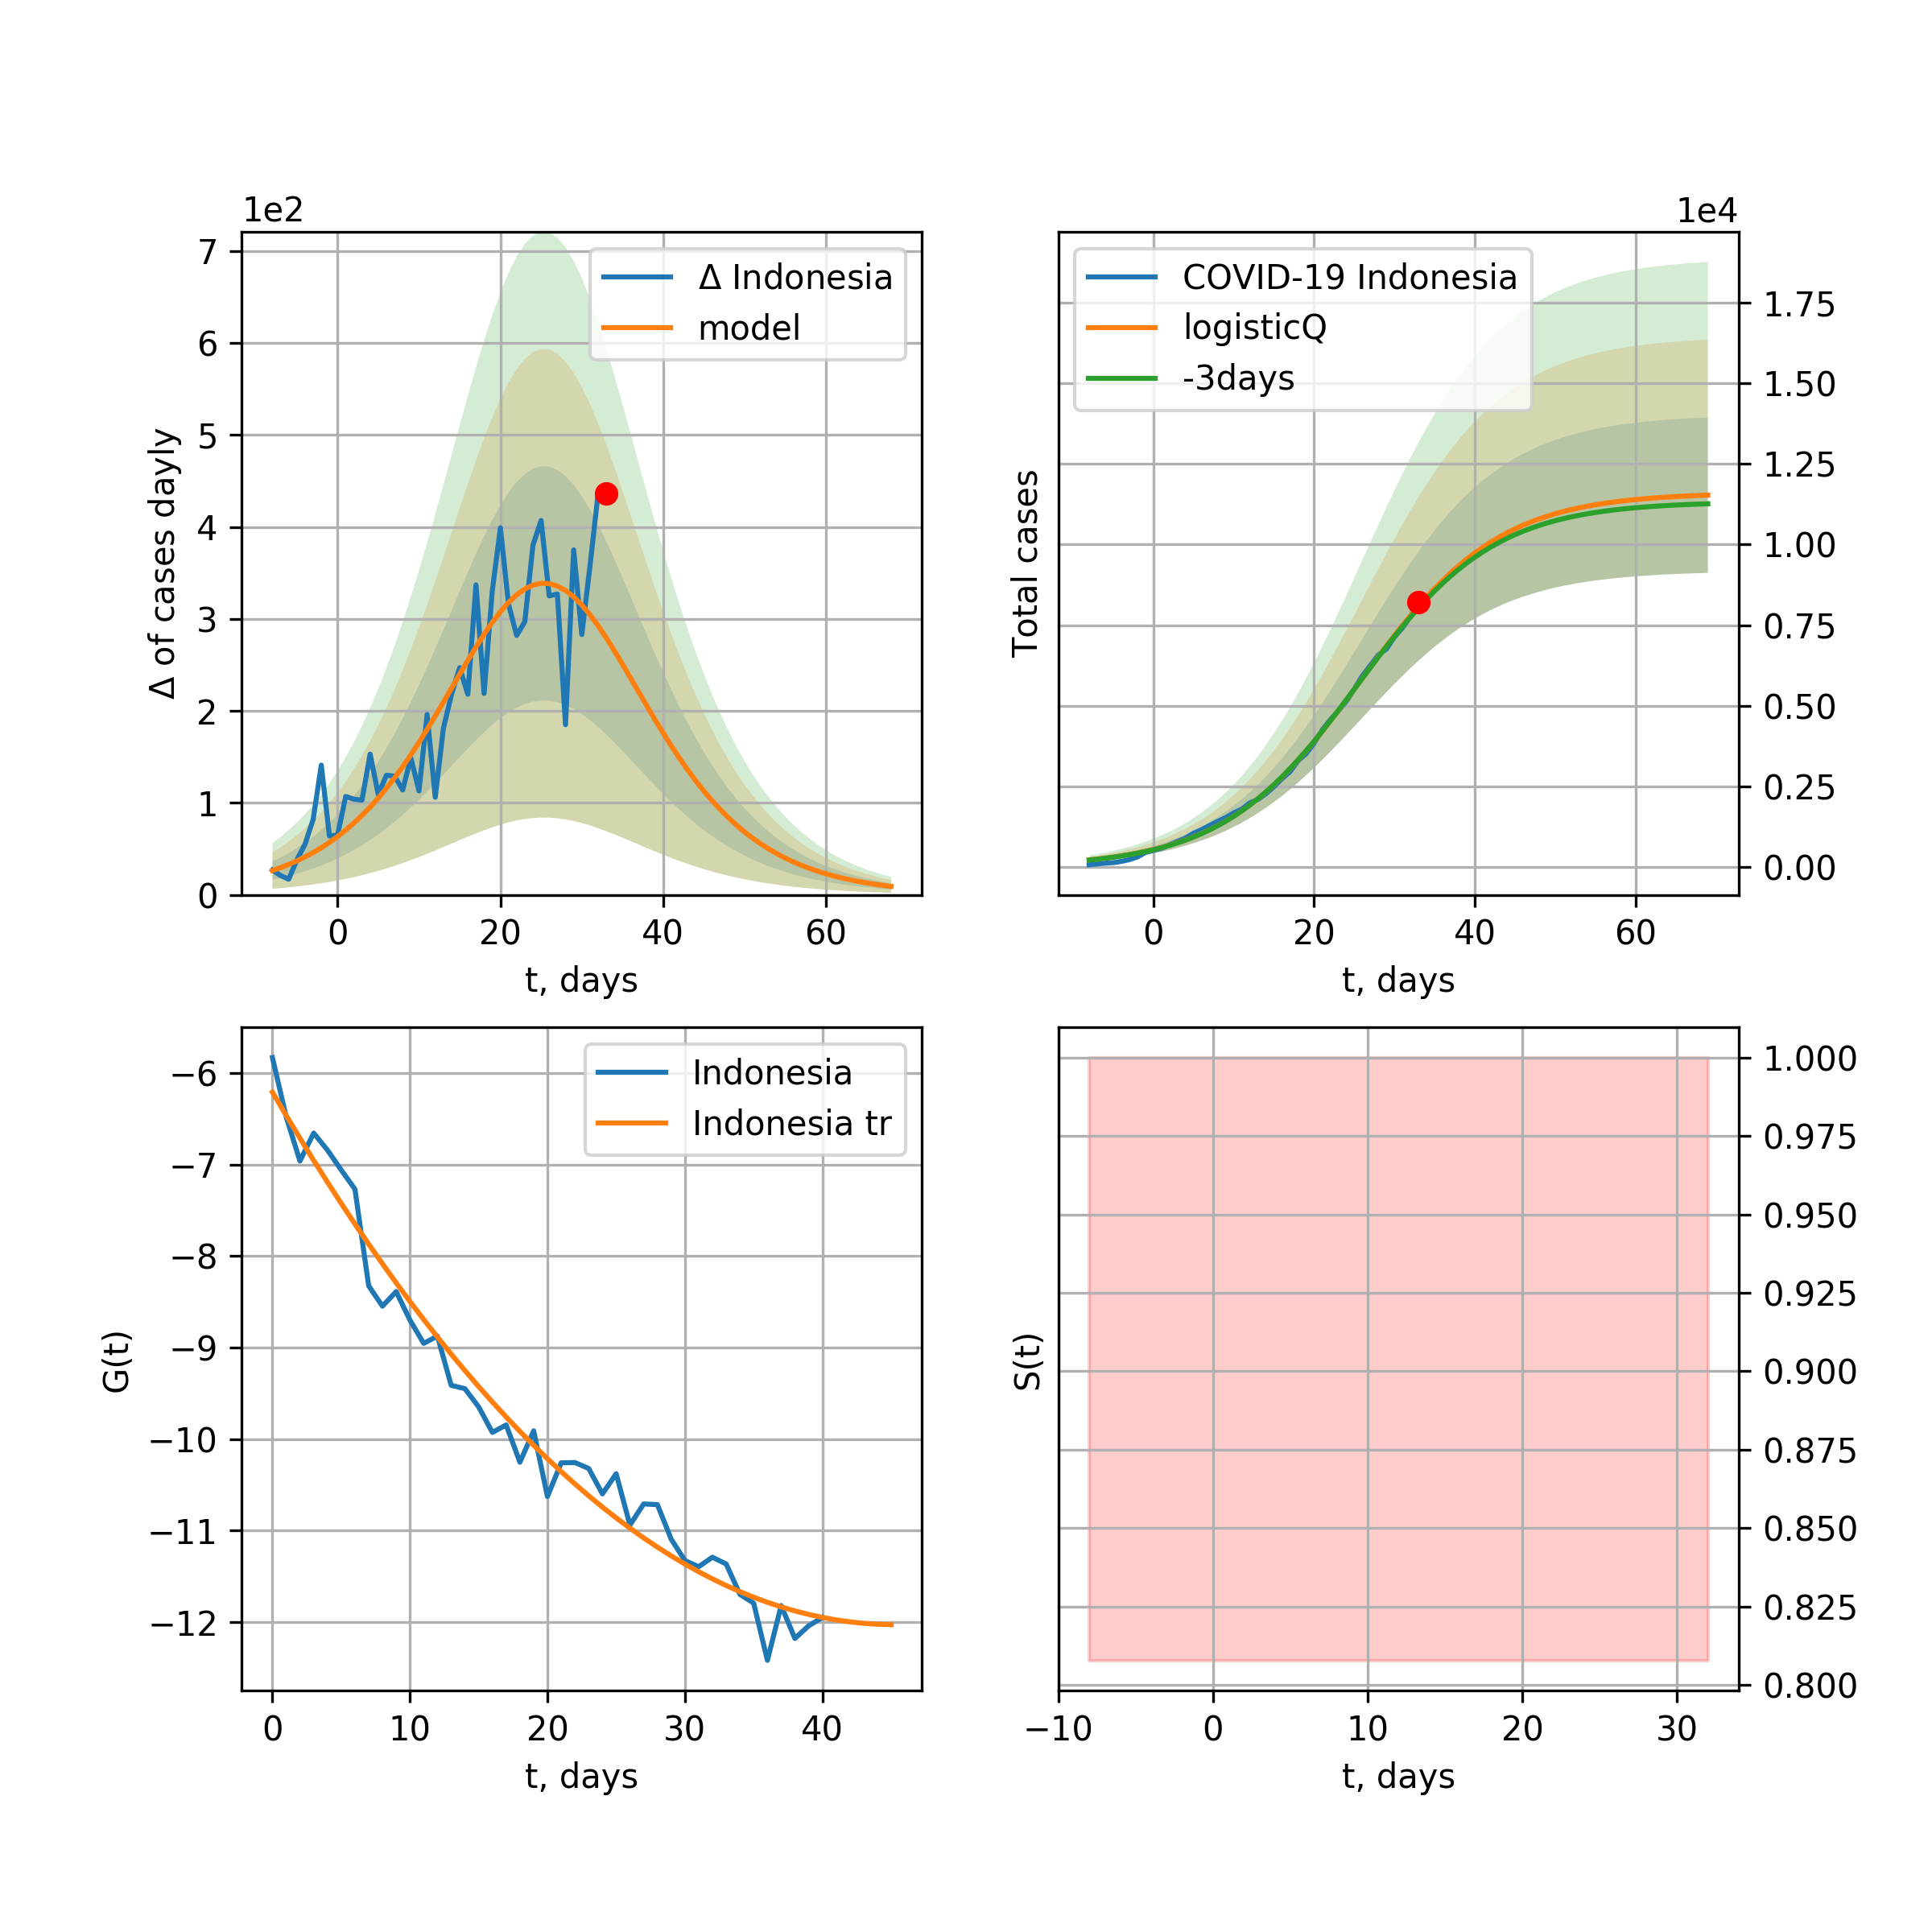 1e2
7
6
5
4
3
2
1
0
Δ of cases dayly
Δ Indonesia
model
0 20 40 60
t, days
1e4
COVID-19 Indonesia
logisticQ
-3days
Total cases
1.75
1.50
1.25
1.00
0.75
0.50
0.25
0.00
0 20 40 60
t, days
−6
−7
−8
−9
−10
−11
−12
G(t)
Indonesia
Indonesia tr
0 10 20 30 40
t, days
S(t)
1.000
0.975
0.950
0.925
0.900
0.875
0.850
0.825
0.800
−10 0 10 20 30
t, days